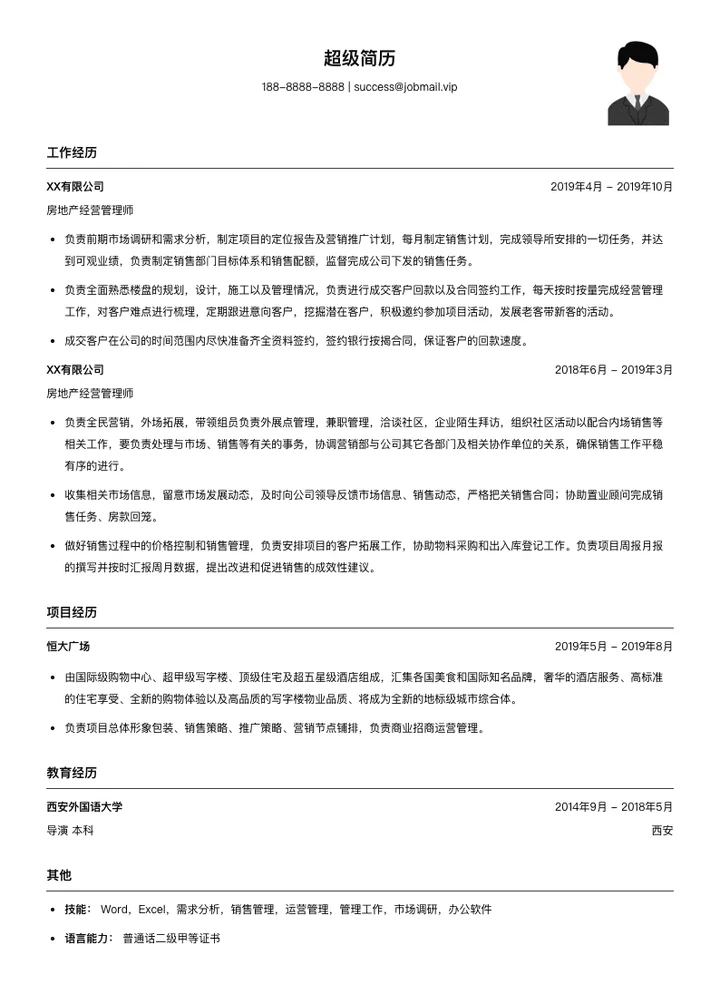 超级简历
188-8888-8888 | success@jobmail.vip
工作经历
XX有限公司 2019年4月 – 2019年10月
房地产经营管理师
• 负责前期市场调研和需求分析，制定项目的定位报告及营销推广计划，每月制定销售计划，完成领导所安排的一切任务，并达
到可观业绩，负责制定销售部门目标体系和销售配额，监督完成公司下发的销售任务。
• 负责全面熟悉楼盘的规划，设计，施工以及管理情况，负责进行成交客户回款以及合同签约工作，每天按时按量完成经营管理
工作，对客户难点进行梳理，定期跟进意向客户，挖掘潜在客户，积极邀约参加项目活动，发展老客带新客的活动。
• 成交客户在公司的时间范围内尽快准备齐全资料签约，签约银行按揭合同，保证客户的回款速度。
XX有限公司 2018年6月 – 2019年3月
房地产经营管理师
• 负责全民营销，外场拓展，带领组员负责外展点管理，兼职管理，洽谈社区，企业陌生拜访，组织社区活动以配合内场销售等
相关工作，要负责处理与市场、销售等有关的事务，协调营销部与公司其它各部门及相关协作单位的关系，确保销售工作平稳
有序的进行。
• 收集相关市场信息，留意市场发展动态，及时向公司领导反馈市场信息、销售动态，严格把关销售合同；协助置业顾问完成销
售任务、房款回笼。
• 做好销售过程中的价格控制和销售管理，负责安排项目的客户拓展工作，协助物料采购和出入库登记工作。负责项目周报月报
的撰写并按时汇报周月数据，提出改进和促进销售的成效性建议。
项目经历
恒大广场 2019年5月 – 2019年8月
• 由国际级购物中心、超甲级写字楼、顶级住宅及超五星级酒店组成，汇集各国美食和国际知名品牌，奢华的酒店服务、高标准
的住宅享受、全新的购物体验以及高品质的写字楼物业品质、将成为全新的地标级城市综合体。
• 负责项目总体形象包装、销售策略、推广策略、营销节点铺排，负责商业招商运营管理。
教育经历
西安外国语大学 2014年9月 – 2018年5月
导演 本科 西安
其他
• 技能： Word，Excel，需求分析，销售管理，运营管理，管理工作，市场调研，办公软件
• 语言能力： 普通话二级甲等证书